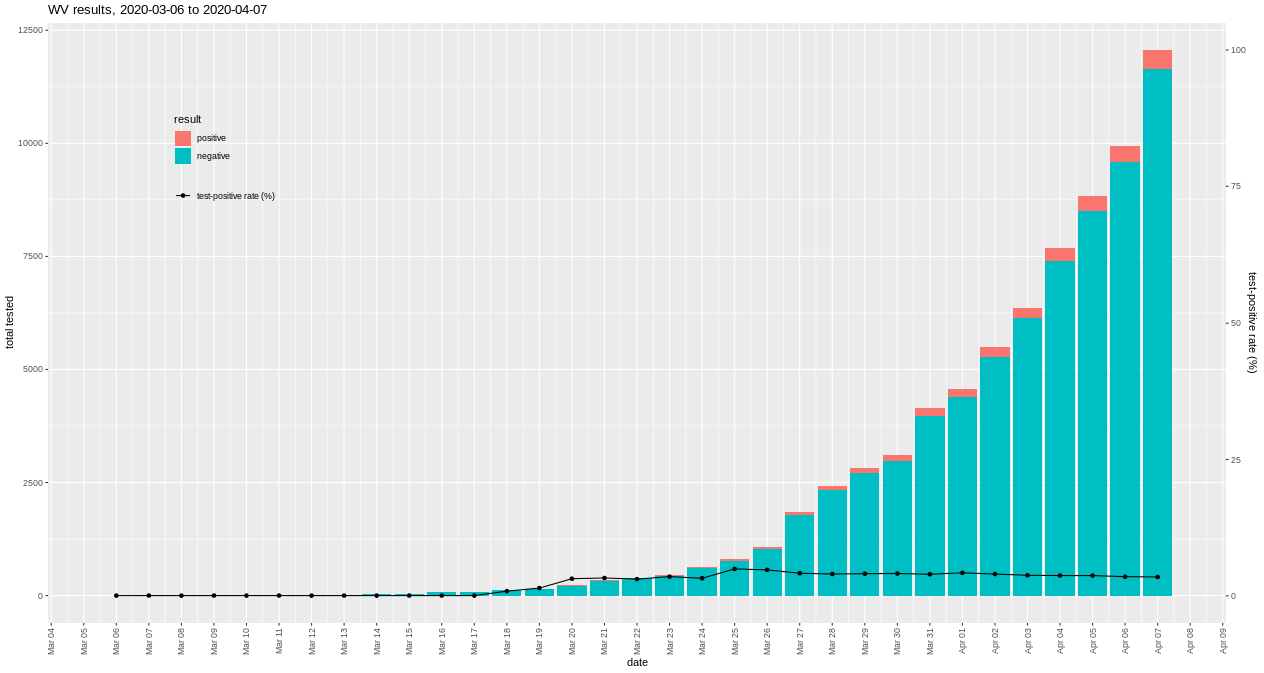 WV results, 2020-03-06 to 2020-04-07
12500
10000
7500
5000
2500
0
total tested
result
positive
negative
test-positive rate (%)
100
75
50
25
0
test-positive rate (%)
Mar 04
Mar 05
Mar 06
Mar 07
Mar 08
Mar 09
Mar 10
Mar 11
Mar 12
Mar 13
Mar 14
Mar 15
Mar 16
Mar 17
Mar 18
Mar 19
Mar 20
Mar 21
Mar 22
Mar 23
Mar 24
Mar 25
Mar 26
Mar 27
Mar 28
Mar 29
Mar 30
Mar 31
Apr 01
Apr 02
Apr 03
Apr 04
Apr 05
Apr 06
Apr 07
Apr 08
Apr 09
date